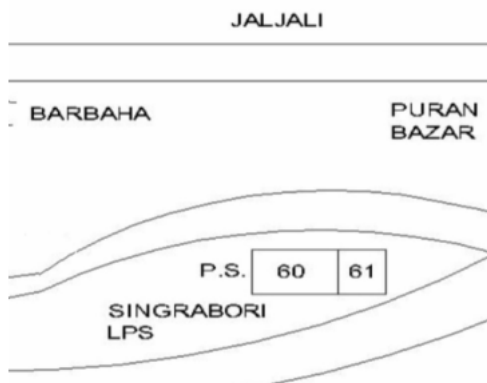 JALJALI
BARBAHA
PURAN
BAZAR
P.S. 60 61
SINGRABORI
LPS